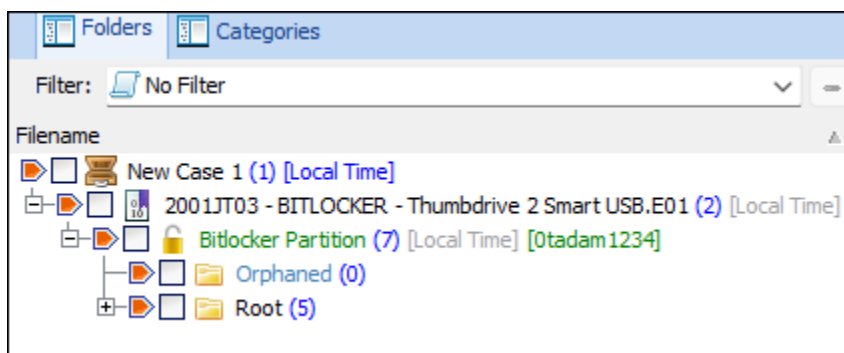 Folders Categories
Filter: No Filter
Filename
New Case 1 (1) [Local Time]
2001JT03 - BITLOCKER - Thumbdrive 2 Smart USB.E01 (2) [Local Time]
Bitlocker Partition (7) [Local Time] [0tadam1234]
Orphaned (0)
Root (5)